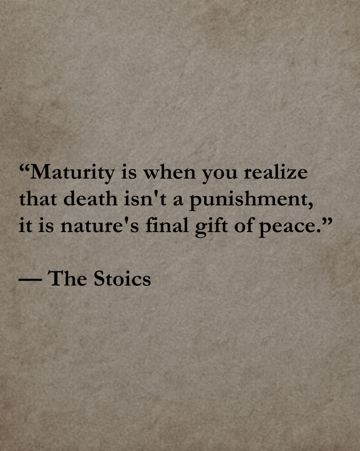 “Maturity is when you realize
that death isn't a punishment,
it is nature's final gift of peace.”
— The Stoics